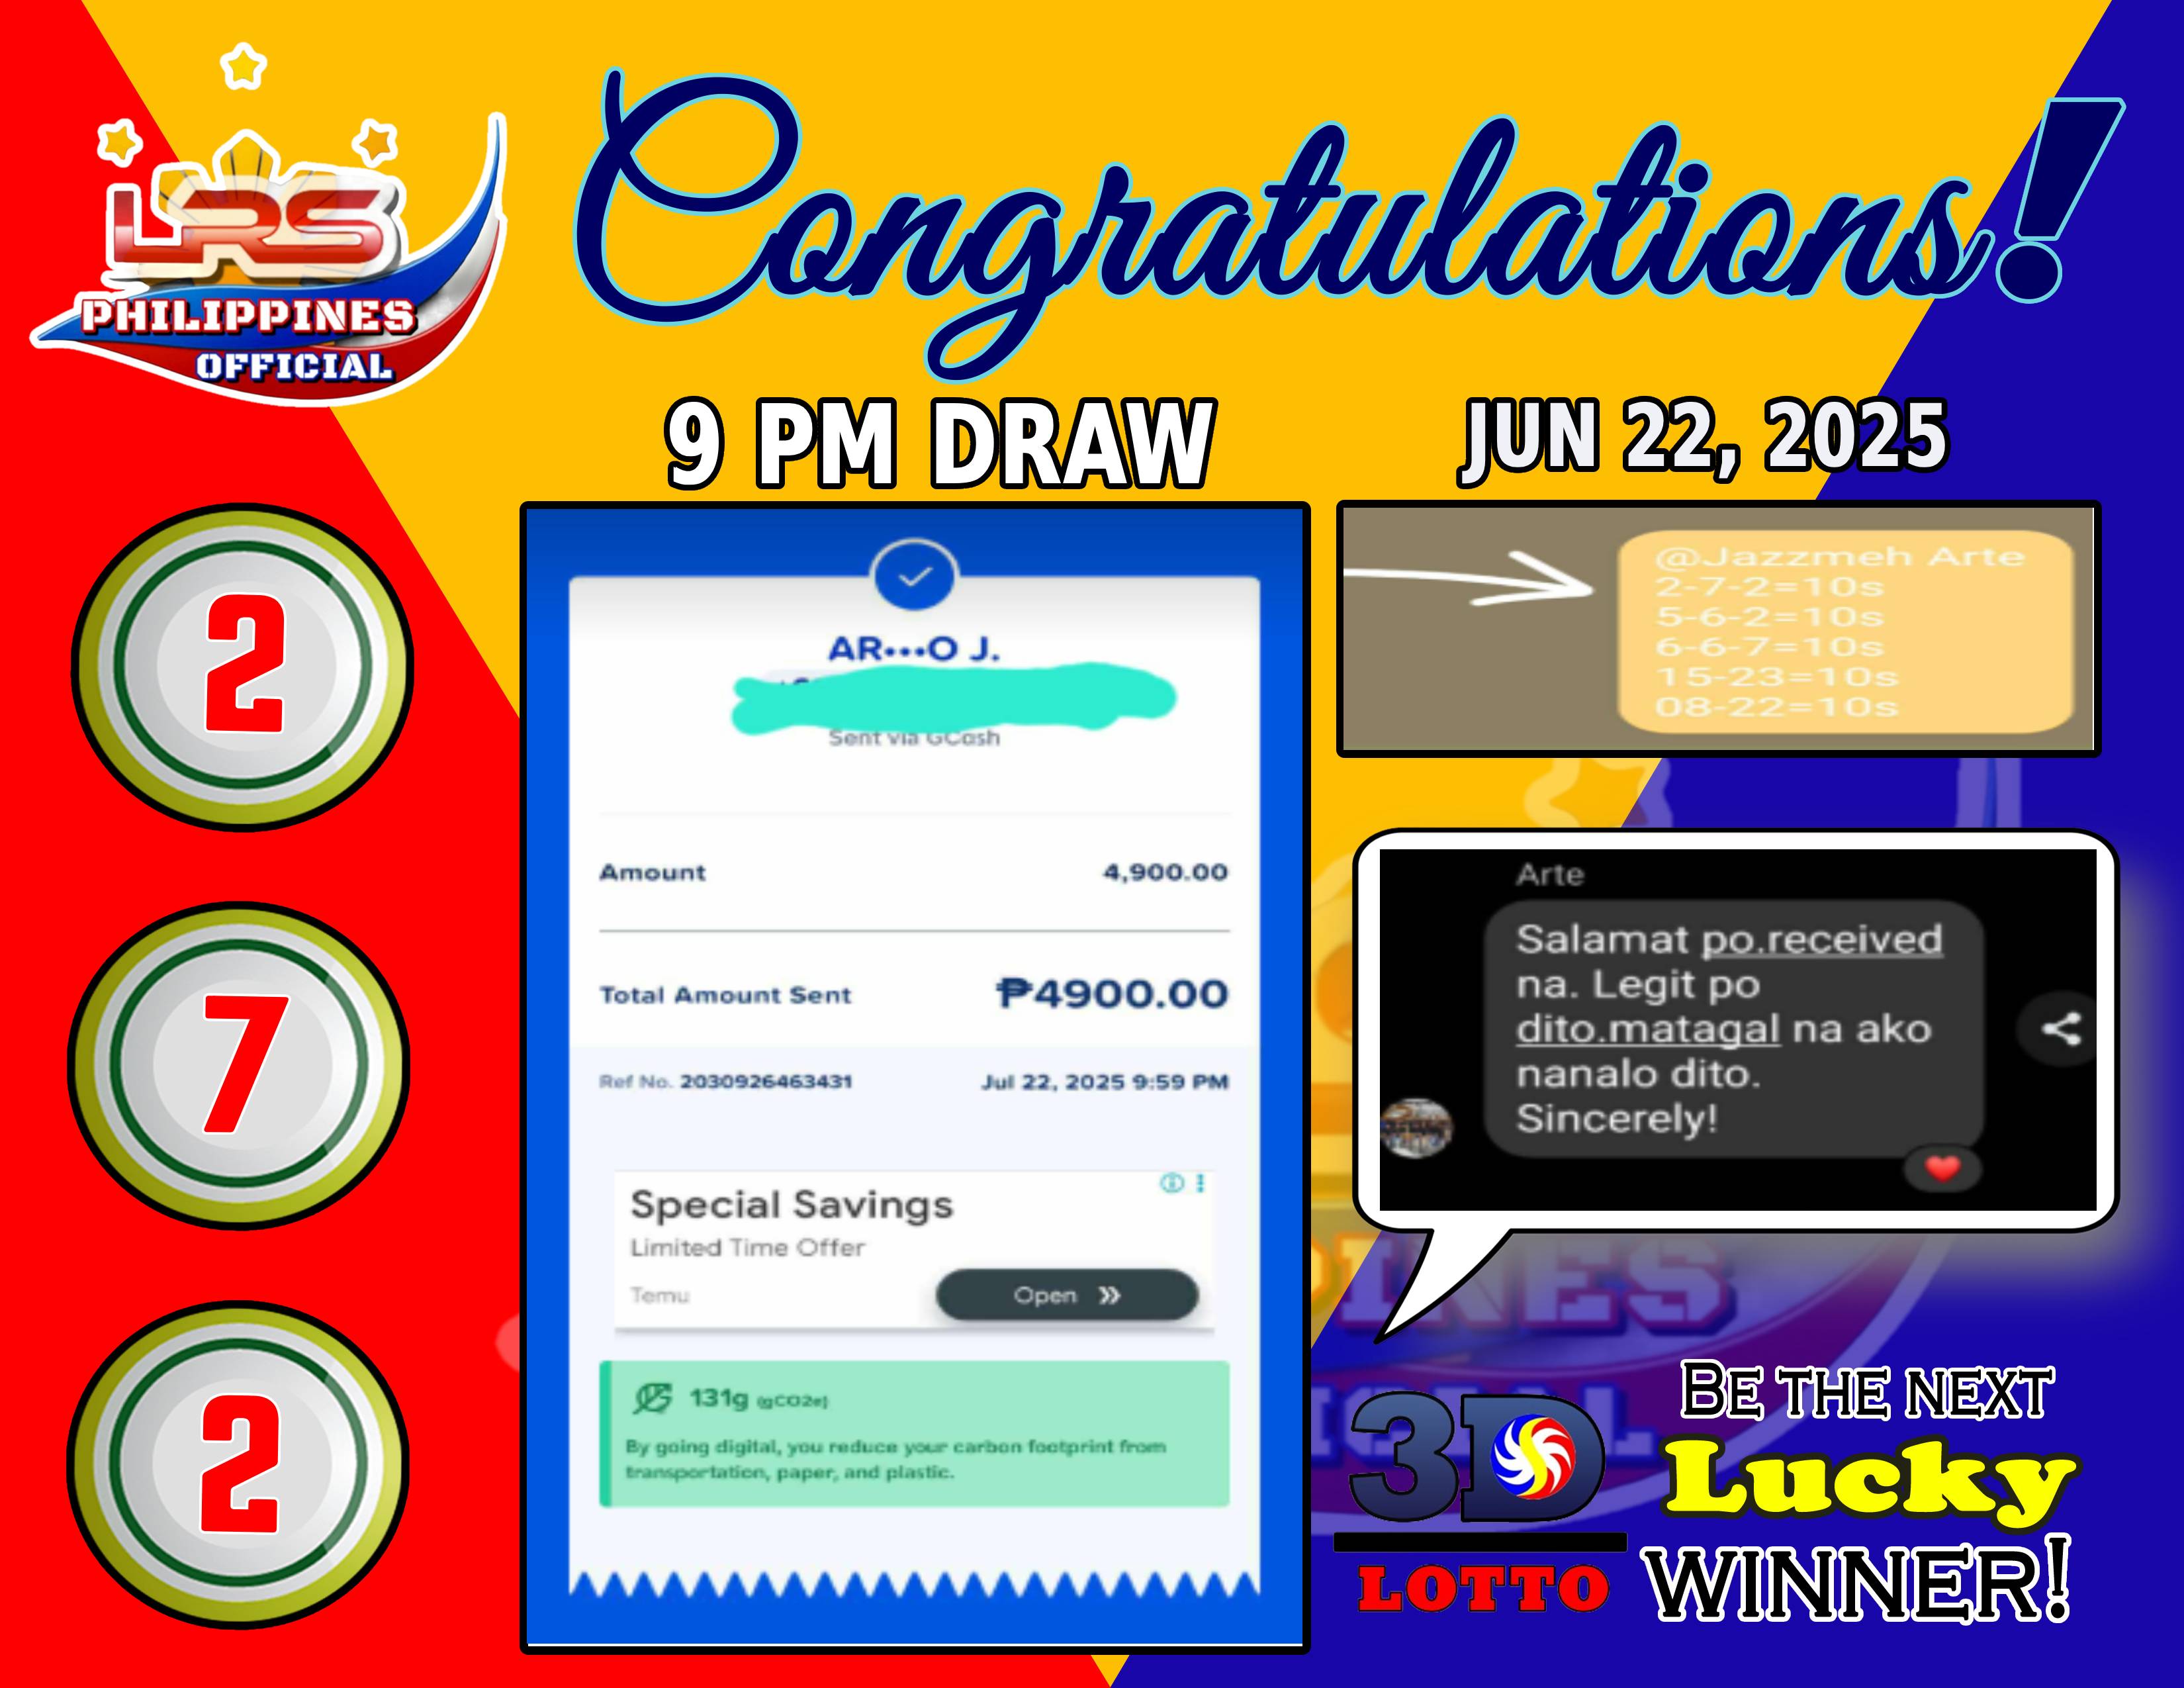 LRS
PHILIPPINES
OFFICIAL
Congratulations!
9 PM DRAW
JUN 22, 2025
2
7
2
AR•••O J.
Sent via GCash
Amount 4,900.00
Total Amount Sent ₱4900.00
Ref No. 2030926463431 Jul 22, 2025 9:59 PM
Special Savings
Limited Time Offer
Temu
Open »
131g (gCO2e)
By going digital, you reduce your carbon footprint from
transportation, paper, and plastic.
@Jazzmeh Arte
2-7-2=10s
5-6-2=10s
6-6-7=10s
15-23=10s
08-22=10s
Arte
Salamat po.received
na. Legit po
dito.matagal na ako
nanalo dito.
Sincerely!
3D
LOTTO
BE THE NEXT
Lucky
WINNER!